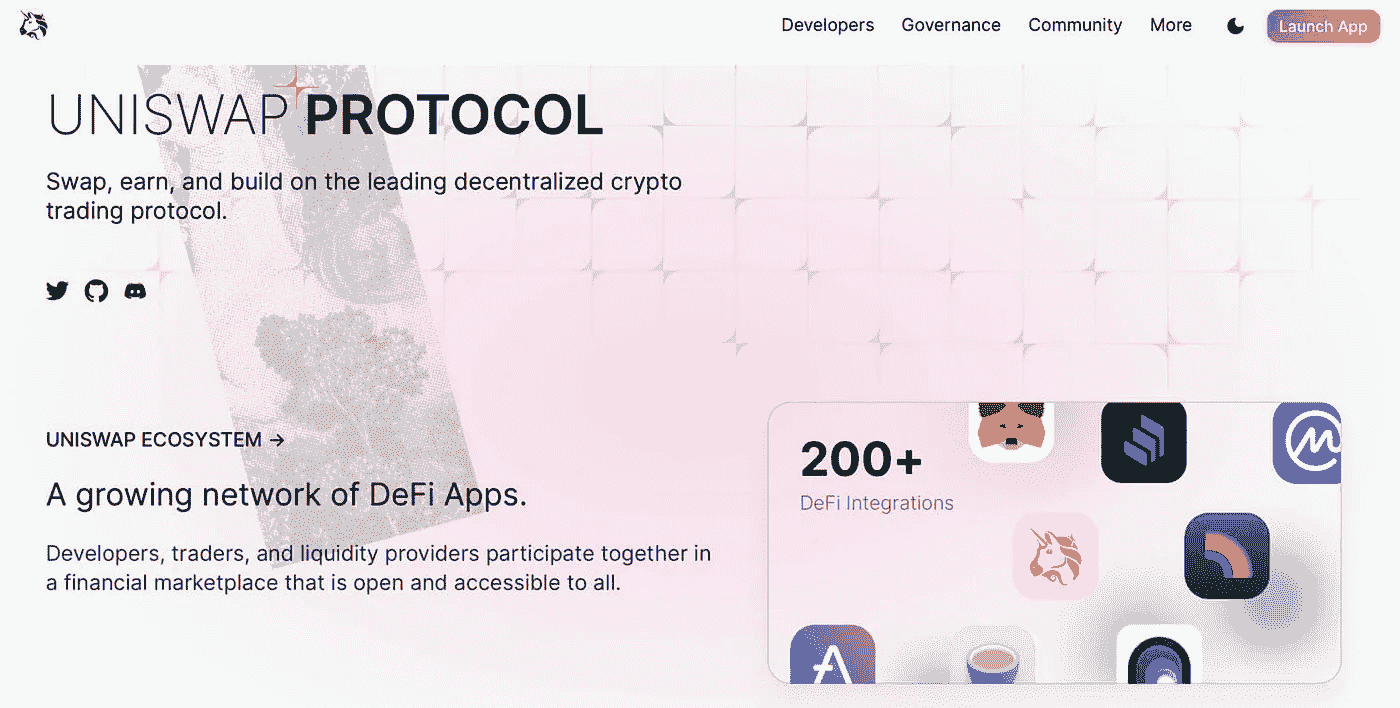 Developers Governance Community More Launch App
UNISWAP PROTOCOL
Swap, earn, and build on the leading decentralized crypto
trading protocol.
UNISWAP ECOSYSTEM →
A growing network of DeFi Apps.
Developers, traders, and liquidity providers participate together in
a financial marketplace that is open and accessible to all.
200+
DeFi Integrations